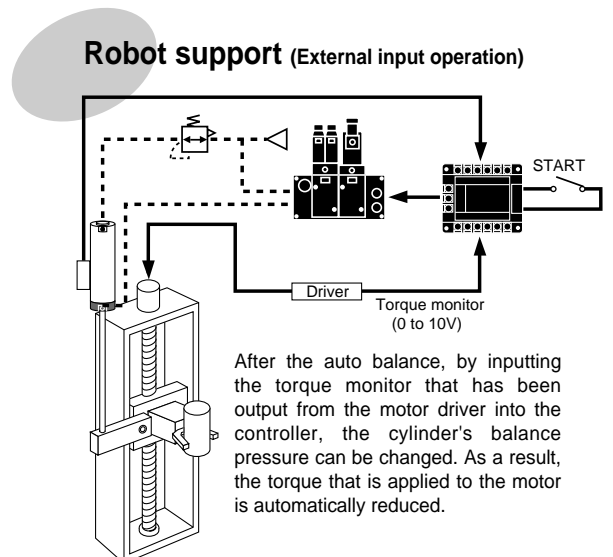 Robot support (External input operation)
START
Driver
Torque monitor
(0 to 10V)
After the auto balance, by inputting
the torque monitor that has been
output from the motor driver into the
controller, the cylinder's balance
pressure can be changed. As a result,
the torque that is applied to the motor
is automatically reduced.